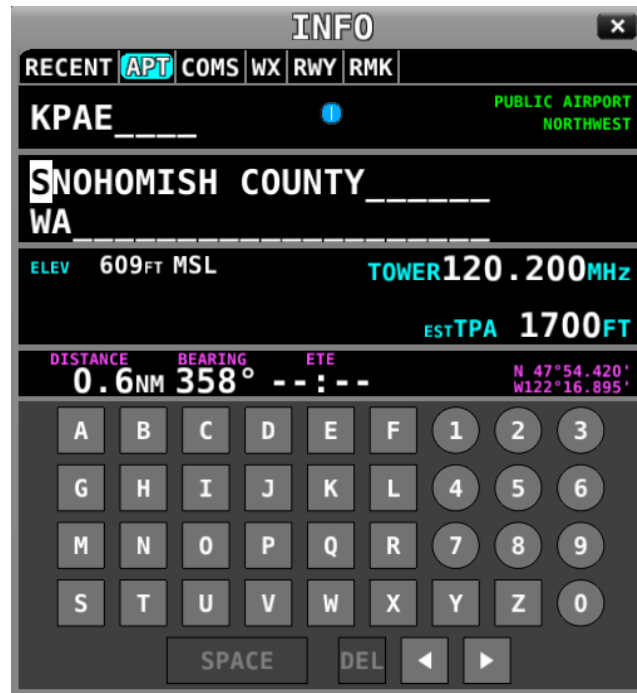 INFO
RECENT APT COMS WX RWY RMK
KPAE____
PUBLIC AIRPORT
NORTHWEST
SNOHOMISH COUNTY______
WA____________________
ELEV 609FT MSL
TOWER120.200MHz
ESTTPA 1700FT
DISTANCE BEARING ETE
0.6NM 358° --:--
N 47°54.420'
W122°16.895'
A B C D E F 1 2 3
G H I J K L 4 5 6
M N O P Q R 7 8 9
S T U V W X Y Z 0
SPACE DEL